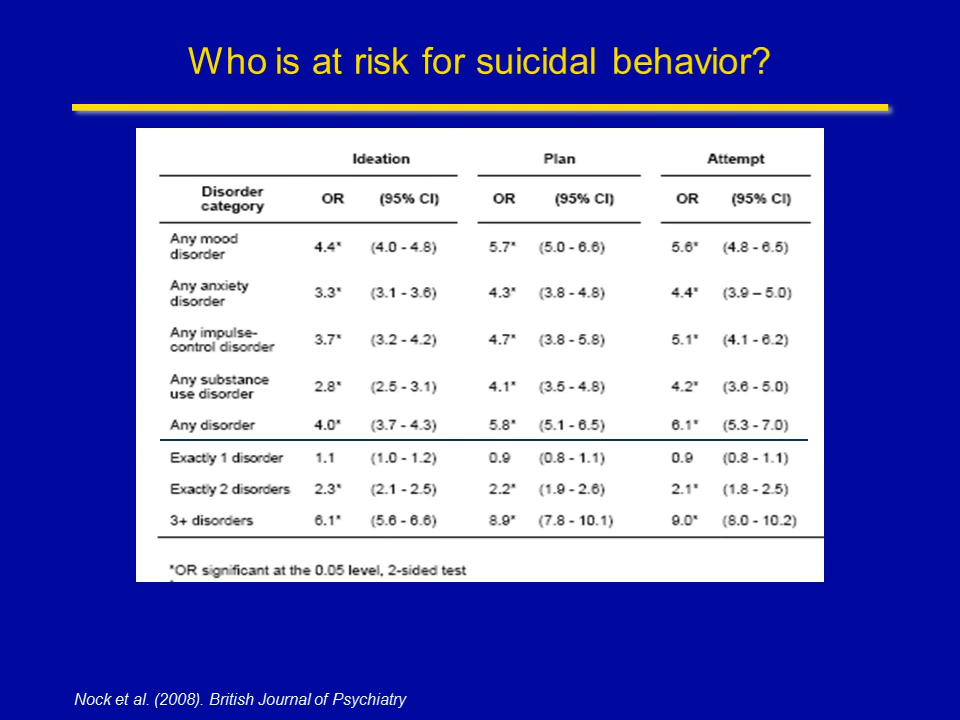 Who is at risk for suicidal behavior?
Ideation Plan Attempt
Disorder category OR (95% CI) OR (95% CI) OR (95% CI)
Any mood disorder 4.4* (4.0 - 4.8) 5.7* (5.0 - 6.6) 5.6* (4.8 - 6.5)
Any anxiety disorder 3.3* (3.1 - 3.6) 4.3* (3.8 - 4.8) 4.4* (3.9 – 5.0)
Any impulse-control disorder 3.7* (3.2 - 4.2) 4.7* (3.8 - 5.8) 5.1* (4.1 - 6.2)
Any substance use disorder 2.8* (2.5 - 3.1) 4.1* (3.5 - 4.8) 4.2* (3.6 - 5.0)
Any disorder 4.0* (3.7 - 4.3) 5.8* (5.1 - 6.5) 6.1* (5.3 - 7.0)
Exactly 1 disorder 1.1 (1.0 - 1.2) 0.9 (0.8 - 1.1) 0.9 (0.8 - 1.1)
Exactly 2 disorders 2.3* (2.1 - 2.5) 2.2* (1.9 - 2.6) 2.1* (1.8 - 2.5)
3+ disorders 6.1* (5.6 - 6.6) 8.9* (7.8 - 10.1) 9.0* (8.0 - 10.2)
*OR significant at the 0.05 level, 2-sided test
Nock et al. (2008). British Journal of Psychiatry